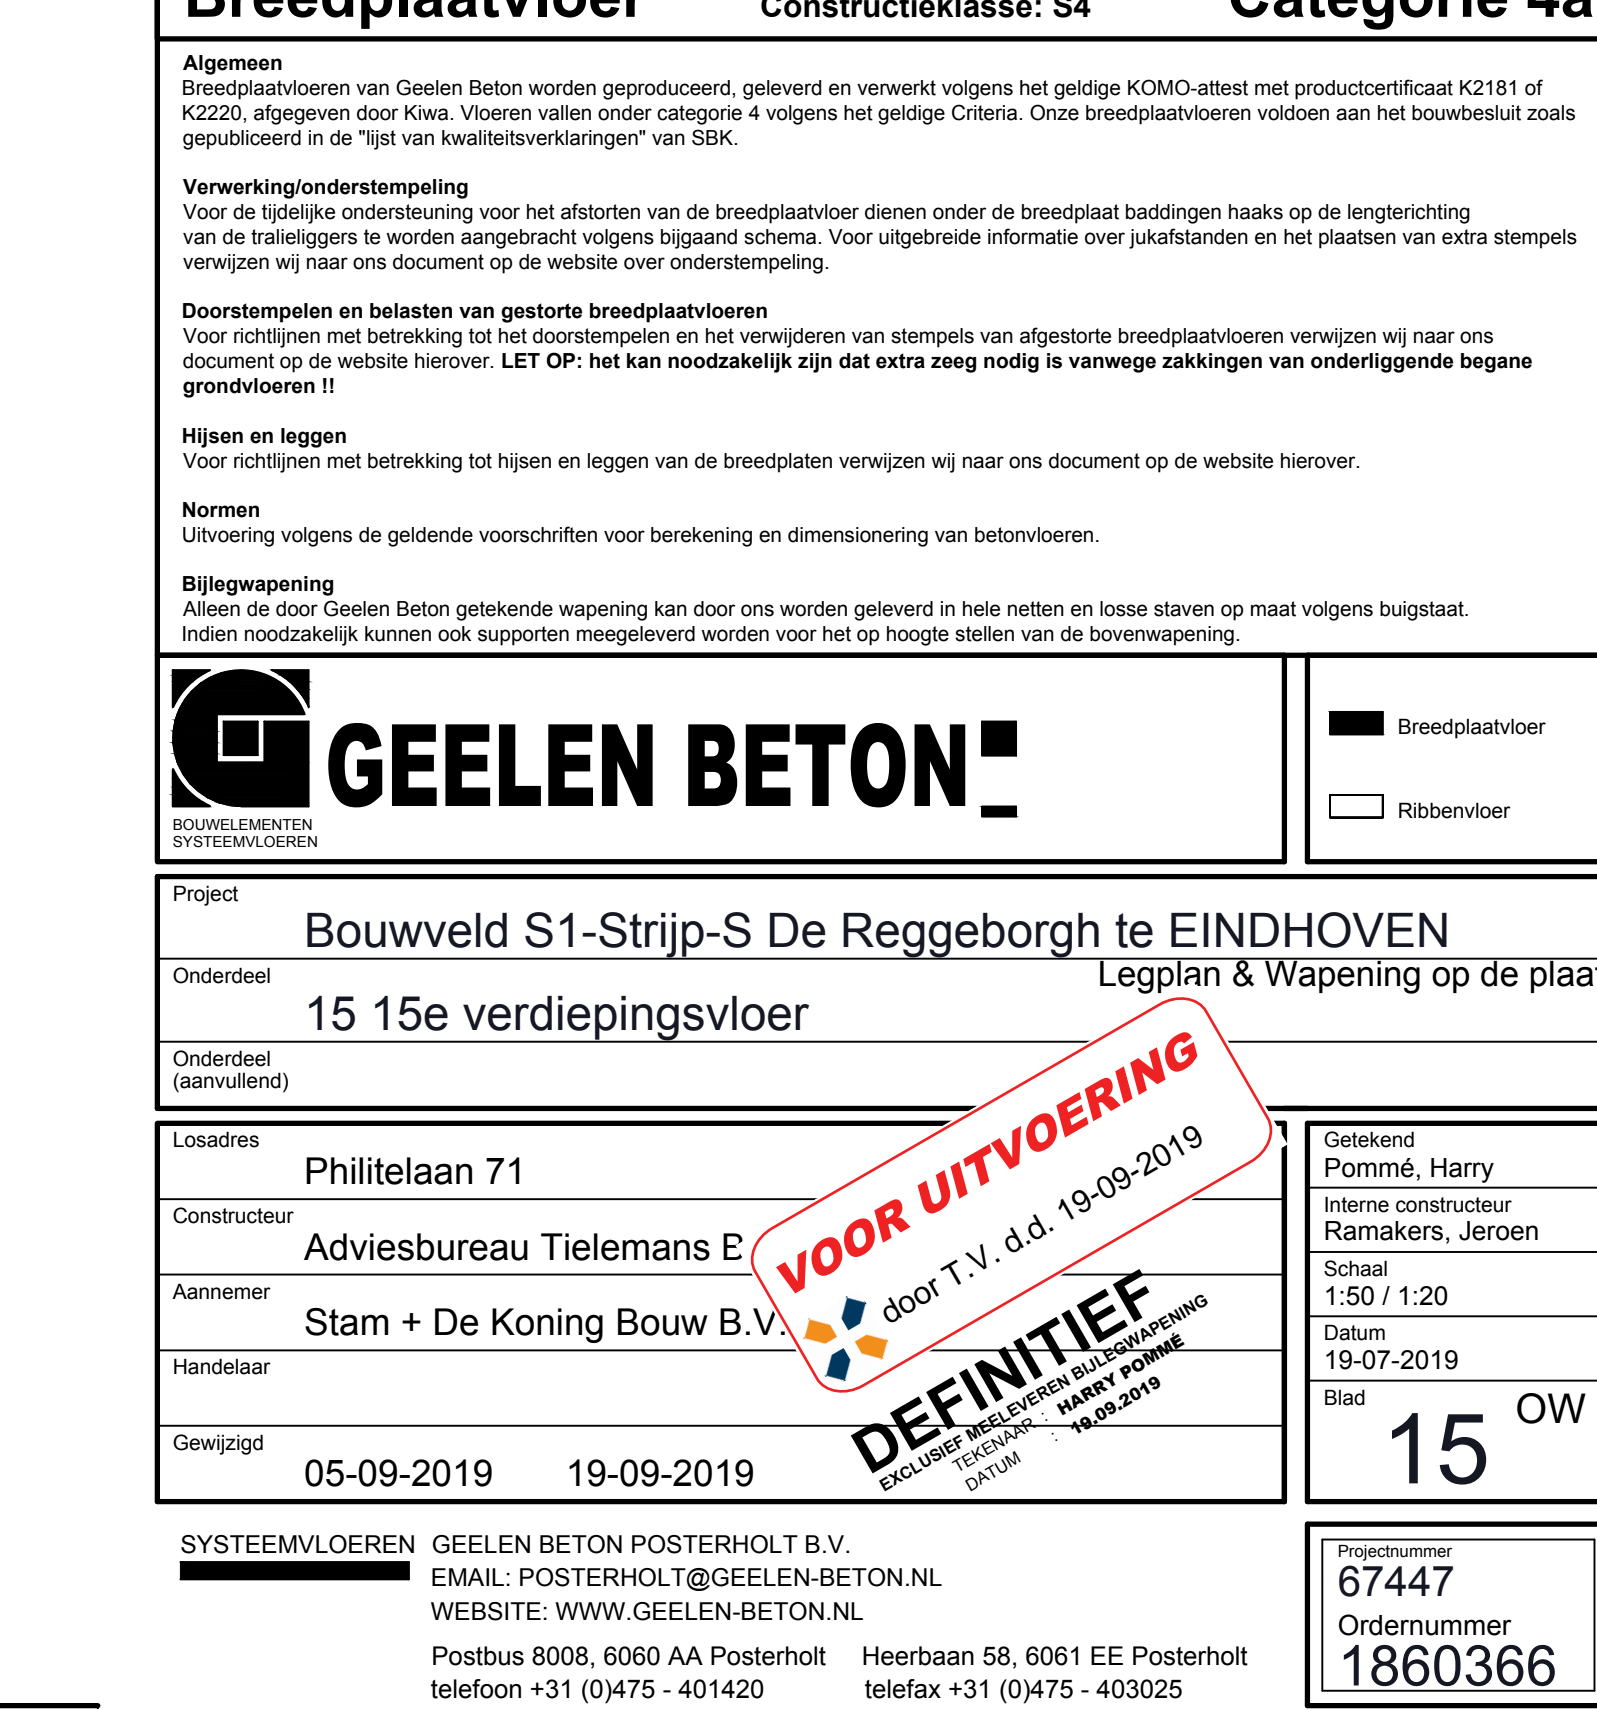 Breedplaatvloer Constructieklasse: S4 Categorie 4a
Algemeen
Breedplaatvloeren van Geelen Beton worden geproduceerd, geleverd en verwerkt volgens het geldige KOMO-attest met productcertificaat K2181 of
K2220, afgegeven door Kiwa. Vloeren vallen onder categorie 4 volgens het geldige Criteria. Onze breedplaatvloeren voldoen aan het bouwbesluit zoals
gepubliceerd in de "lijst van kwaliteitsverklaringen" van SBK.
Verwerking/onderstempeling
Voor de tijdelijke ondersteuning voor het afstorten van de breedplaatvloer dienen onder de breedplaat baddingen haaks op de lengterichting
van de tralieliggers te worden aangebracht volgens bijgaand schema. Voor uitgebreide informatie over jukafstanden en het plaatsen van extra stempels
verwijzen wij naar ons document op de website over onderstempeling.
Doorstempelen en belasten van gestorte breedplaatvloeren
Voor richtlijnen met betrekking tot het doorstempelen en het verwijderen van stempels van afgestorte breedplaatvloeren verwijzen wij naar ons
document op de website hierover. LET OP: het kan noodzakelijk zijn dat extra zeeg nodig is vanwege zakkingen van onderliggende begane
grondvloeren !!
Hijsen en leggen
Voor richtlijnen met betrekking tot hijsen en leggen van de breedplaten verwijzen wij naar ons document op de website hierover.
Normen
Uitvoering volgens de geldende voorschriften voor berekening en dimensionering van betonvloeren.
Bijlegwapening
Alleen de door Geelen Beton getekende wapening kan door ons worden geleverd in hele netten en losse staven op maat volgens buigstaat.
Indien noodzakelijk kunnen ook supporten meegeleverd worden voor het op hoogte stellen van de bovenwapening.
GEELEN BETON
BOUWELEMENTEN
SYSTEEMVLOEREN
Breedplaatvloer
Ribbenvloer
Project
Bouwveld S1-Strijp-S De Reggeborgh te EINDHOVEN
Onderdeel
Legplan & Wapening op de plaat
15 15e verdiepingsvloer
Onderdeel
(aanvullend)
Losadres
Philitelaan 71
Constructeur
Adviesbureau Tielemans B
Aannemer
Stam + De Koning Bouw B.V.
Handelaar
Gewijzigd
05-09-2019 19-09-2019
VOOR UITVOERING
door T.V. d.d. 19-09-2019
DEFINITIEF
EXCLUSIEF MEELEVEREN BIJLEGWAPENING
TEKENAAR : HARRY POMMÉ
DATUM : 19.09.2019
Getekend
Pommé, Harry
Interne constructeur
Ramakers, Jeroen
Schaal
1:50 / 1:20
Datum
19-07-2019
Blad
15 OW
SYSTEEMVLOEREN GEELEN BETON POSTERHOLT B.V.
EMAIL: POSTERHOLT@GEELEN-BETON.NL
WEBSITE: WWW.GEELEN-BETON.NL
Postbus 8008, 6060 AA Posterholt Heerbaan 58, 6061 EE Posterholt
telefoon +31 (0)475 - 401420 telefax +31 (0)475 - 403025
Projectnummer
67447
Ordernummer
1860366